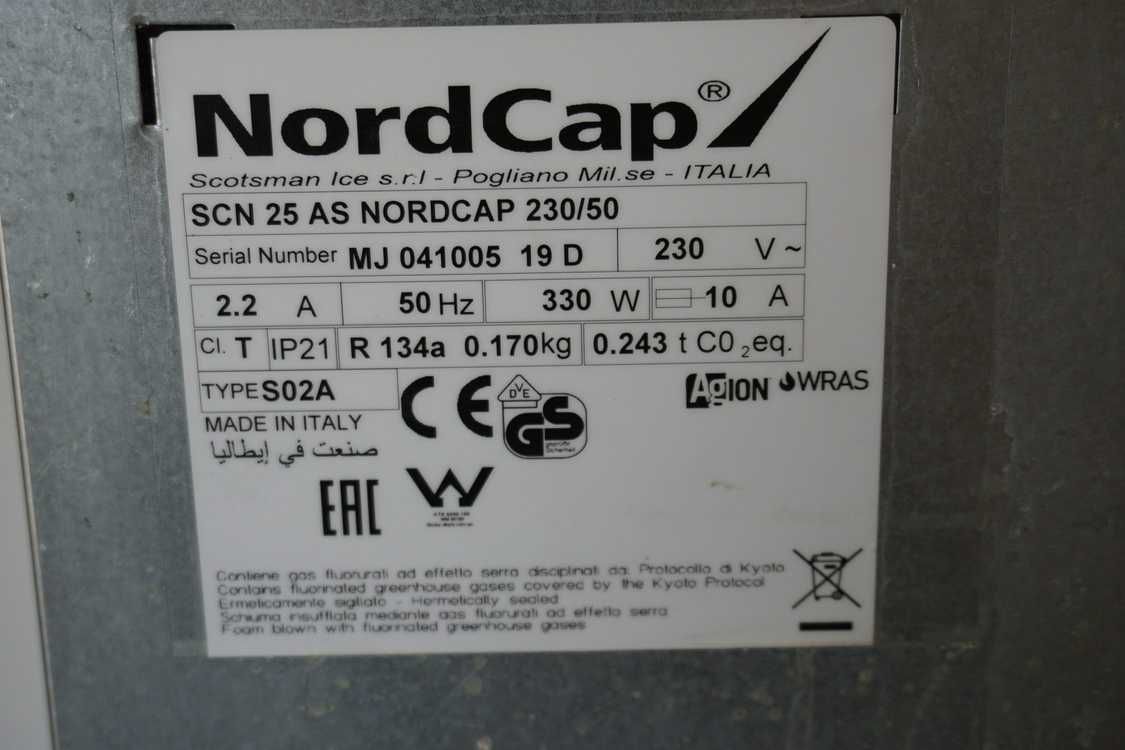 NordCap®
Scotsman Ice s.r.l - Pogliano Mil.se - ITALIA
SCN 25 AS NORDCAP 230/50
Serial Number MJ 041005 19 D 230 V ~
2.2 A 50 Hz 330 W 10 A
Cl. T IP21 R 134a 0.170kg 0.243 t CO2eq.
TYPE S02A
CE
DVE
GS
geprüfte
Sicherheit
AgION WRAS
MADE IN ITALY
صنعت في إيطاليا
EAC
Contiene gas fluorurati ad effetto serra disciplinati da: Protocollo di Kyoto
Contains fluorinated greenhouse gases covered by the Kyoto Protocol
Ermeticamente sigillato - Hermetically sealed
Schiuma insufflata mediante gas fluorurati ad effetto serra
Foam blown with fluorinated greenhouse gases